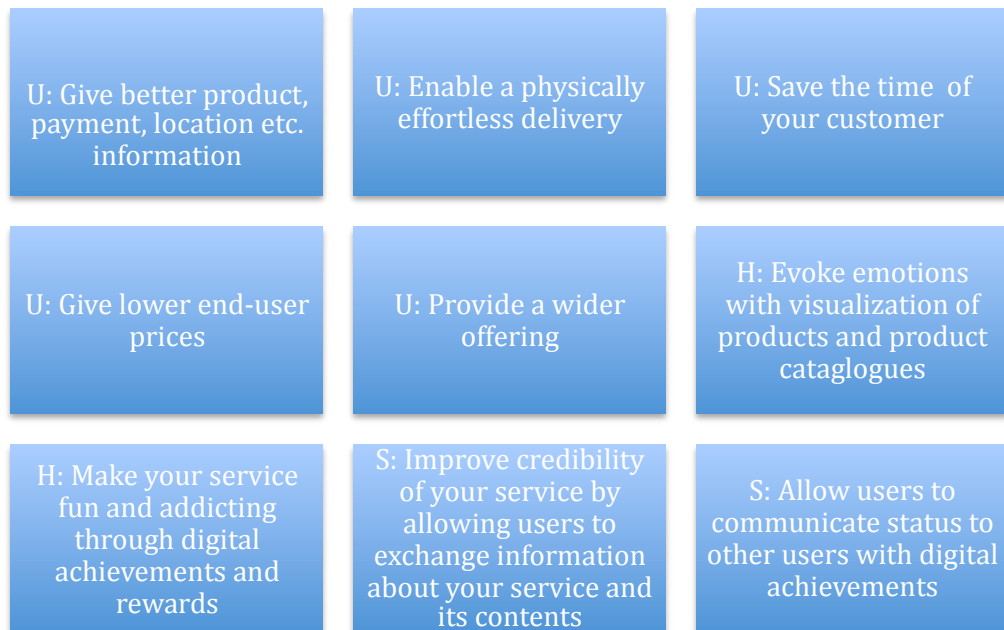 U: Give better product,
payment, location etc.
information
U: Enable a physically
effortless delivery
U: Save the time of
your customer
U: Give lower end-user
prices
U: Provide a wider
offering
H: Evoke emotions
with visualization of
products and product
cataglogues
H: Make your service
fun and addicting
through digital
achievements and
rewards
S: Improve credibility
of your service by
allowing users to
exchange information
about your service and
its contents
S: Allow users to
communicate status to
other users with digital
achievements